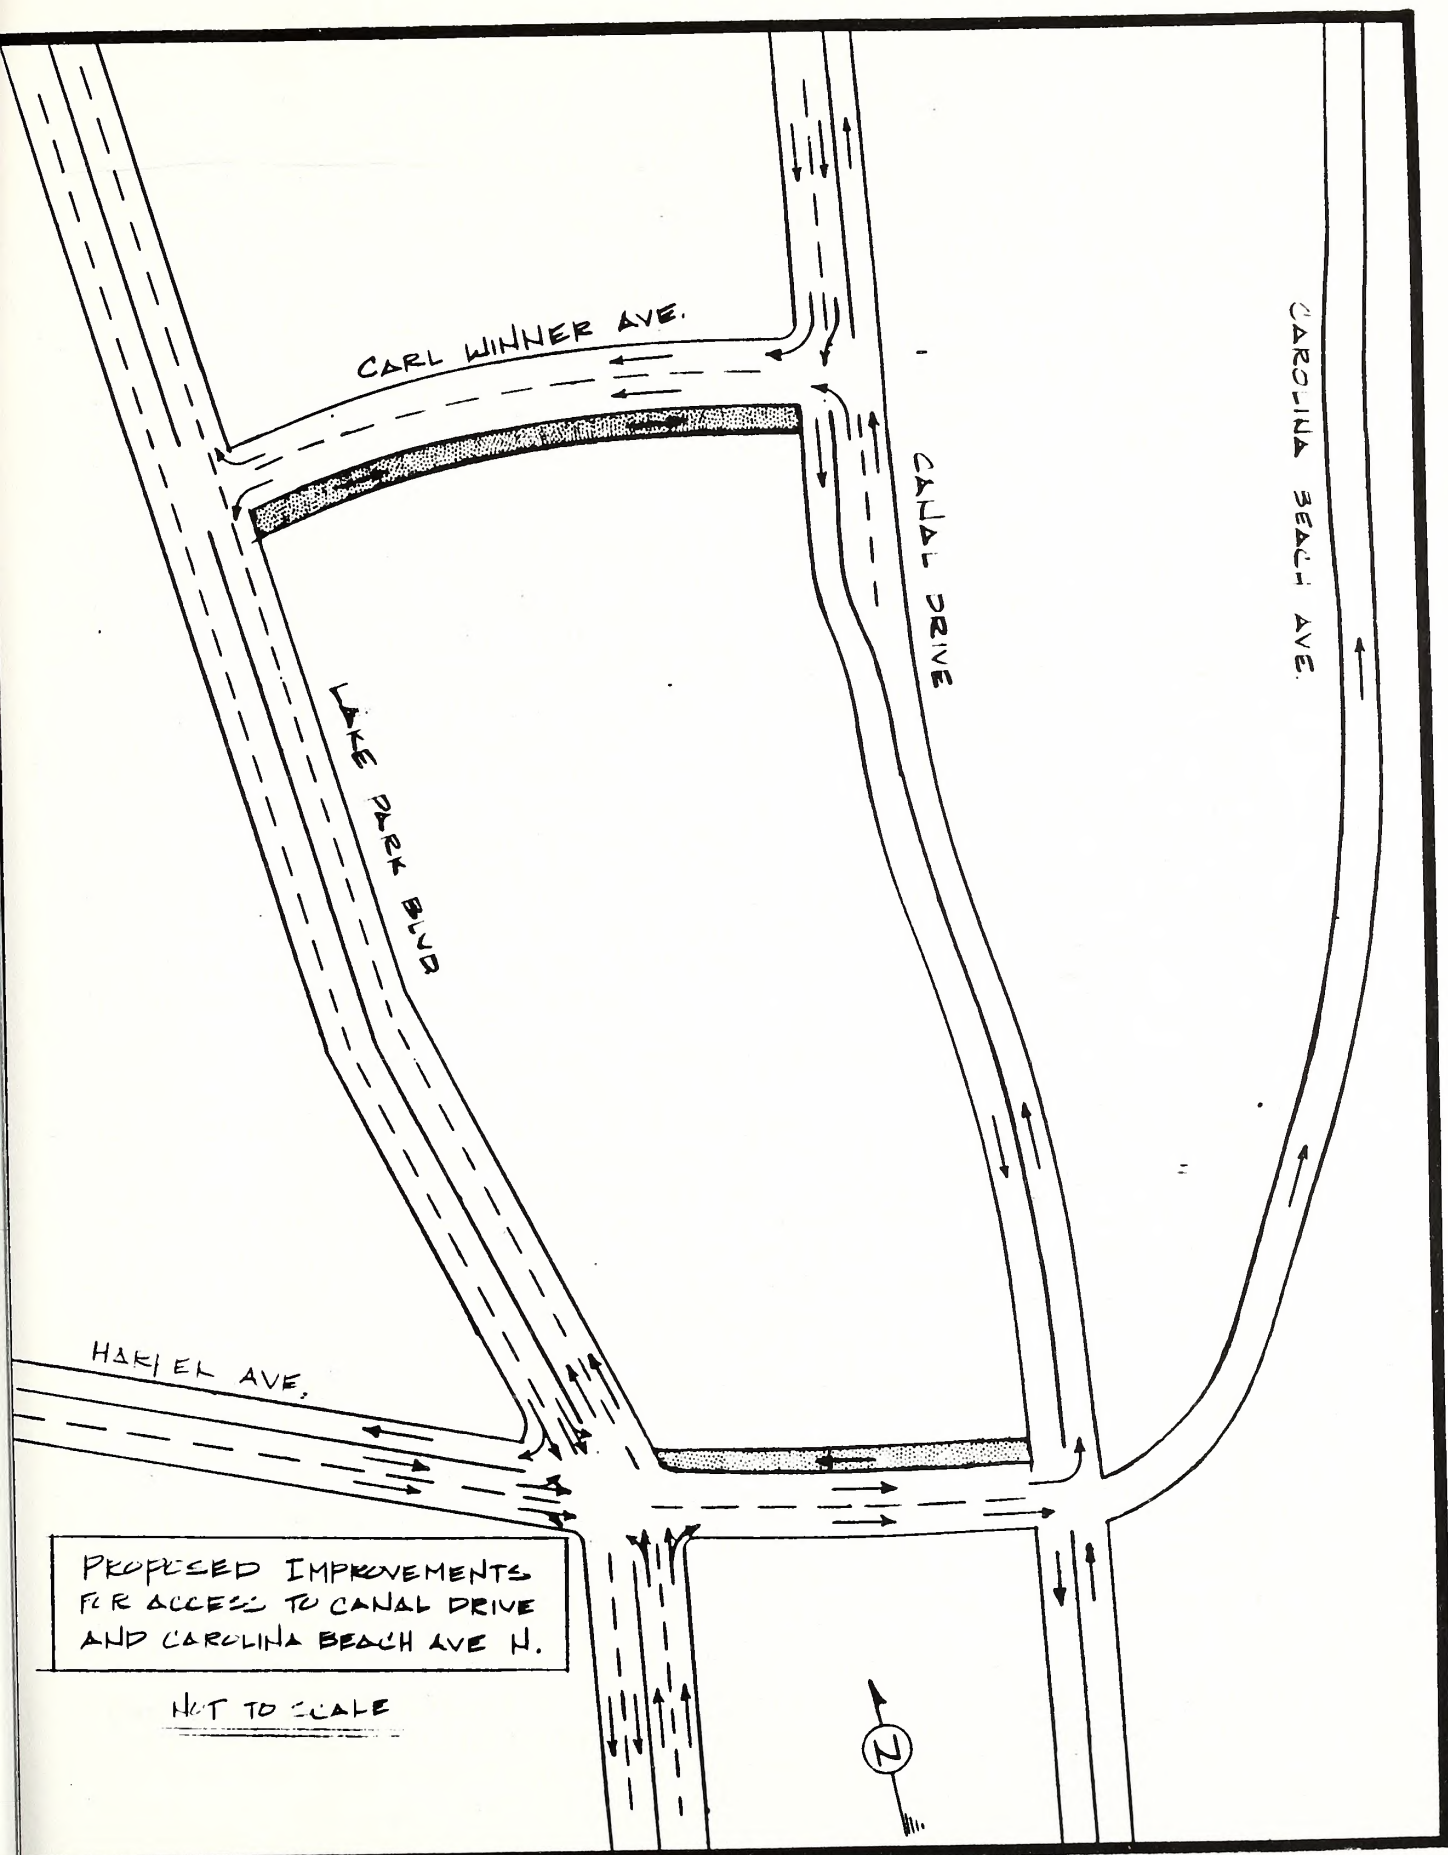 CARL WINNER AVE.
CAROLINA BEACH AVE.
CANAL DRIVE
LAKE PARK BLVD
HARPER AVE.
PROPOSED IMPROVEMENTS
FOR ACCESS TO CANAL DRIVE
AND CAROLINA BEACH AVE N.
NOT TO SCALE
N